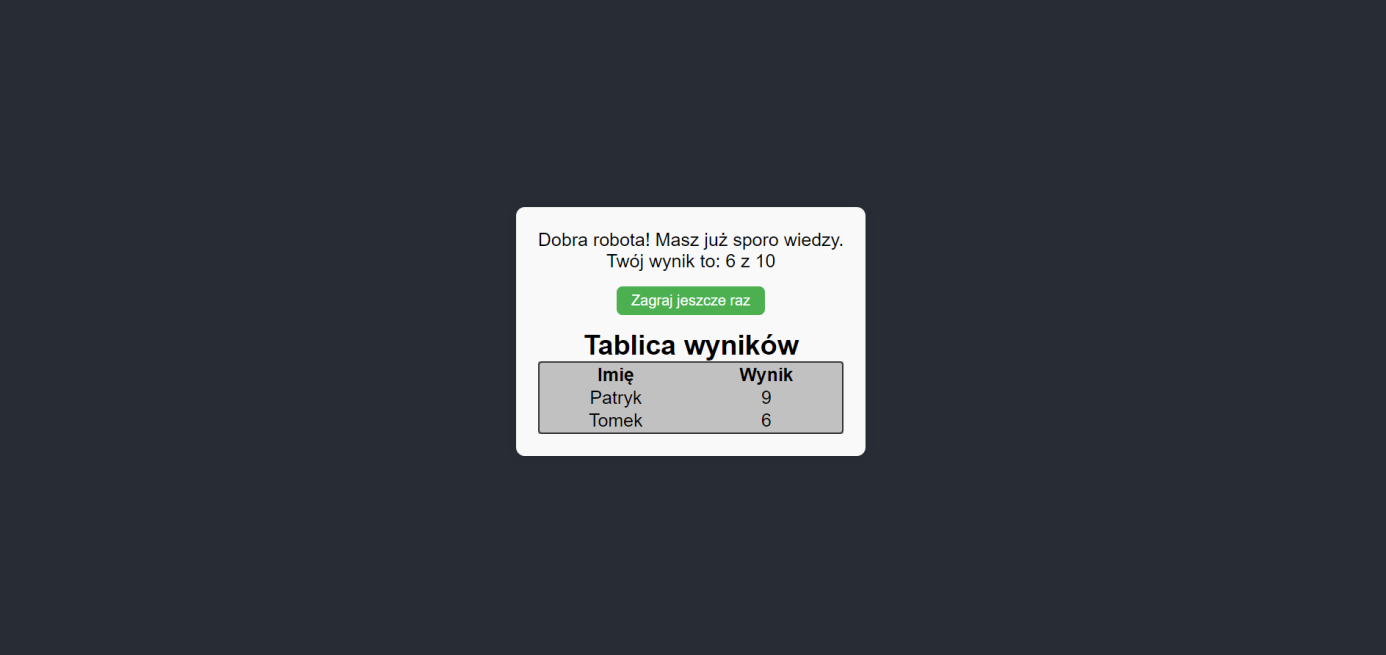 Dobra robota! Masz już sporo wiedzy.
Twój wynik to: 6 z 10
Zagraj jeszcze raz
Tablica wyników
Imię Wynik
Patryk 9
Tomek 6